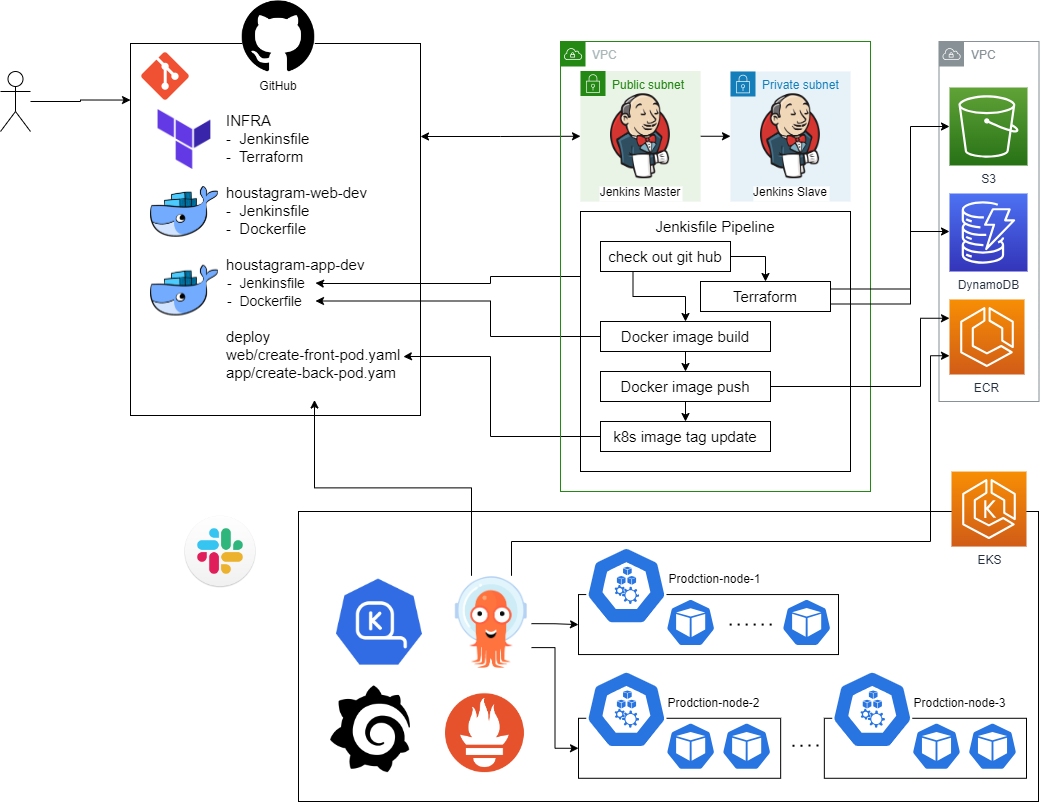 GitHub
INFRA
- Jenkinsfile
- Terraform
houstagram-web-dev
- Jenkinsfile
- Dockerfile
houstagram-app-dev
- Jenkinsfile
- Dockerfile
deploy
web/create-front-pod.yaml
app/create-back-pod.yam
VPC
Public subnet
Private subnet
Jenkins Master
Jenkins Slave
Jenkisfile Pipeline
check out git hub
Terraform
Docker image build
Docker image push
k8s image tag update
VPC
S3
DynamoDB
ECR
K
EKS
K
Prodction-node-1
......
Prodction-node-2
....
Prodction-node-3